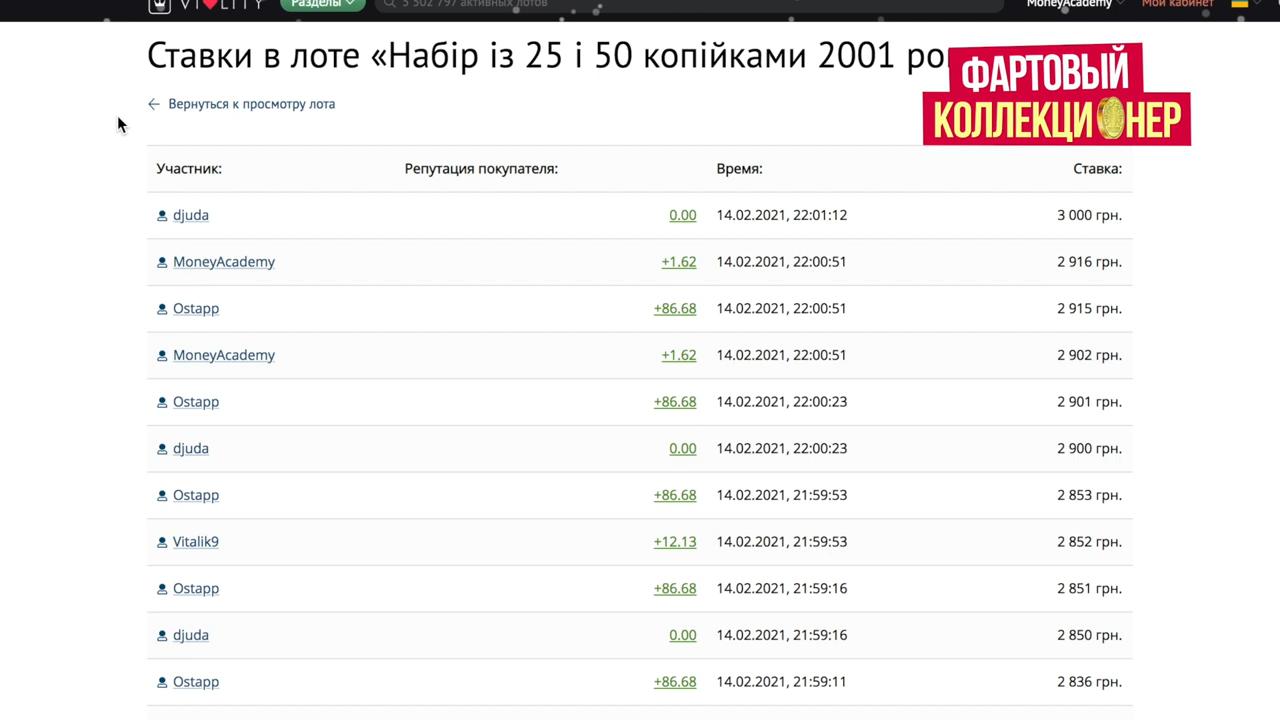 VI♥LITY Разделы 5 502 797 активных лотов MoneyAcademy Мой кабинет
Ставки в лоте «Набір із 25 і 50 копійками 2001
ФАРТОВЫЙ
КОЛЛЕКЦИОНЕР
← Вернуться к просмотру лота
Участник: Репутация покупателя: Время: Ставка:
djuda 0.00 14.02.2021, 22:01:12 3 000 грн.
MoneyAcademy +1.62 14.02.2021, 22:00:51 2 916 грн.
Ostapp +86.68 14.02.2021, 22:00:51 2 915 грн.
MoneyAcademy +1.62 14.02.2021, 22:00:51 2 902 грн.
Ostapp +86.68 14.02.2021, 22:00:23 2 901 грн.
djuda 0.00 14.02.2021, 22:00:23 2 900 грн.
Ostapp +86.68 14.02.2021, 21:59:53 2 853 грн.
Vitalik9 +12.13 14.02.2021, 21:59:53 2 852 грн.
Ostapp +86.68 14.02.2021, 21:59:16 2 851 грн.
djuda 0.00 14.02.2021, 21:59:16 2 850 грн.
Ostapp +86.68 14.02.2021, 21:59:11 2 836 грн.